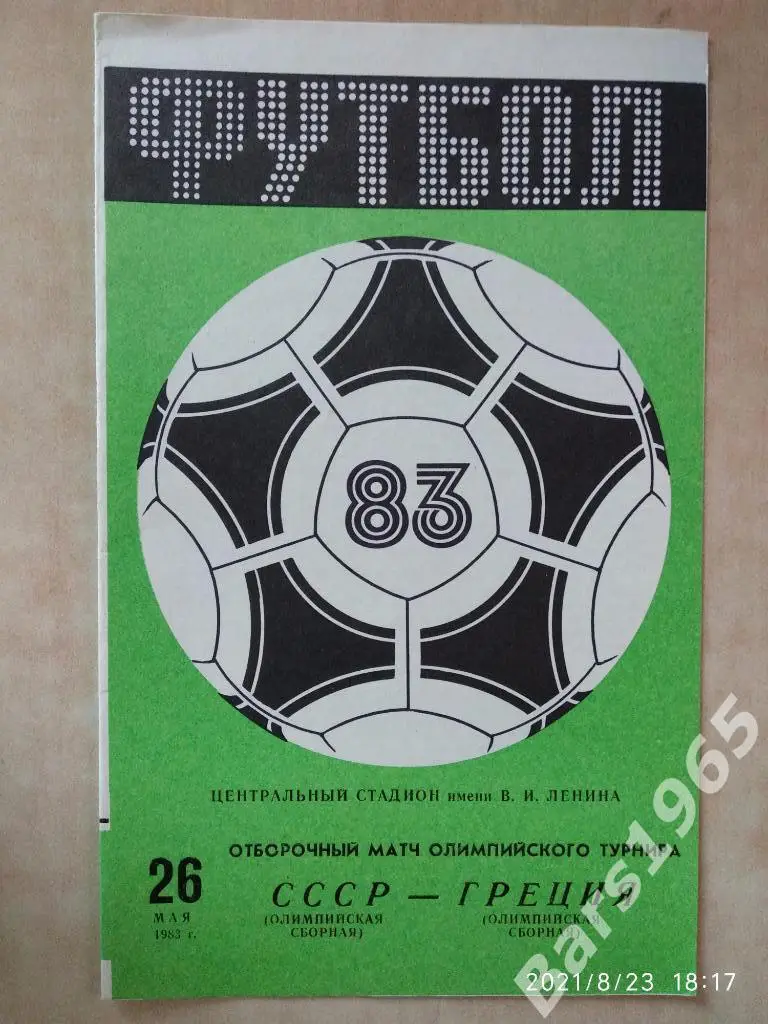 ФУТБОЛ
83
ЦЕНТРАЛЬНЫЙ СТАДИОН имени В. И. ЛЕНИНА
ОТБОРОЧНЫЙ МАТЧ ОЛИМПИЙСКОГО ТУРНИРА
26
МАЯ
1983 г.
СССР — ГРЕЦИЯ
(ОЛИМПИЙСКАЯ СБОРНАЯ)
(ОЛИМПИЙСКАЯ СБОРНАЯ)
Bars1965
2021/8/23 18:17